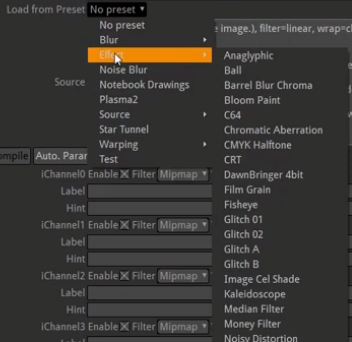 Load from Preset No preset
No preset
Blur
image.), filter=linear, wrap=c
Effect
Noise Blur
Source
Notebook Drawings
Plasma2
Source
Star Tunnel
Warping
Test
Anaglyphic
Ball
Barrel Blur Chroma
Bloom Paint
C64
Chromatic Aberration
CMYK Halftone
CRT
DawnBringer 4bit
Film Grain
Fisheye
Glitch 01
Glitch 02
Glitch A
Glitch B
Image Cel Shade
Kaleidoscope
Median Filter
Money Filter
Noisy Distortion
ompile Auto. Parar
iChannel0 Enable Filter Mipmap
Label
Hint
iChannel1 Enable Filter Mipmap
Label
Hint
iChannel2 Enable Filter Mipmap
Label
Hint
iChannel3 Enable Filter Mipmap